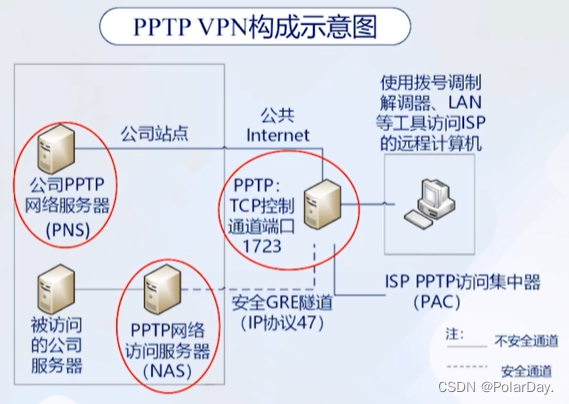 PPTP VPN构成示意图
公司站点
公司PPTP
网络服务器
(PNS)
公共
Internet
使用拨号调制
解调器、LAN
等工具访问ISP
的远程计算机
PPTP:
TCP控制
通道端口
1723
被访问
的公司
服务器
PPTP网络
访问服务器
(NAS)
安全GRE隧道
(IP协议47)
ISP PPTP访问集中器
(PAC)
注:
不安全通道
安全通道
CSDN @PolarDay.